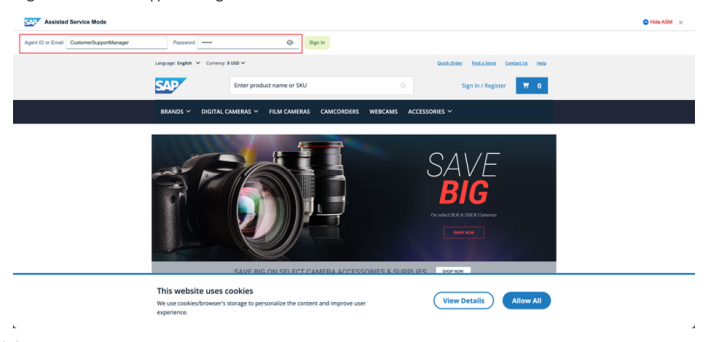 SAP Assisted Service Mode Hide ASM ×
Agent ID or Email CustomerSupportManager Password •••••• Sign In
Language: English Currency: $ USD Quick Order Find a Store Contact Us Help
SAP Enter product name or SKU Sign In / Register 0
BRANDS DIGITAL CAMERAS FILM CAMERAS CAMCORDERS WEBCAMS ACCESSORIES
SAVE
BIG
On select SLR & DSLR Cameras
SHOP NOW
SAVE BIG ON SELECT CAMERA ACCESSORIES & SUPPLIES SHOP NOW
This website uses cookies
We use cookies/browser's storage to personalize the content and improve user
experience.
View Details Allow All